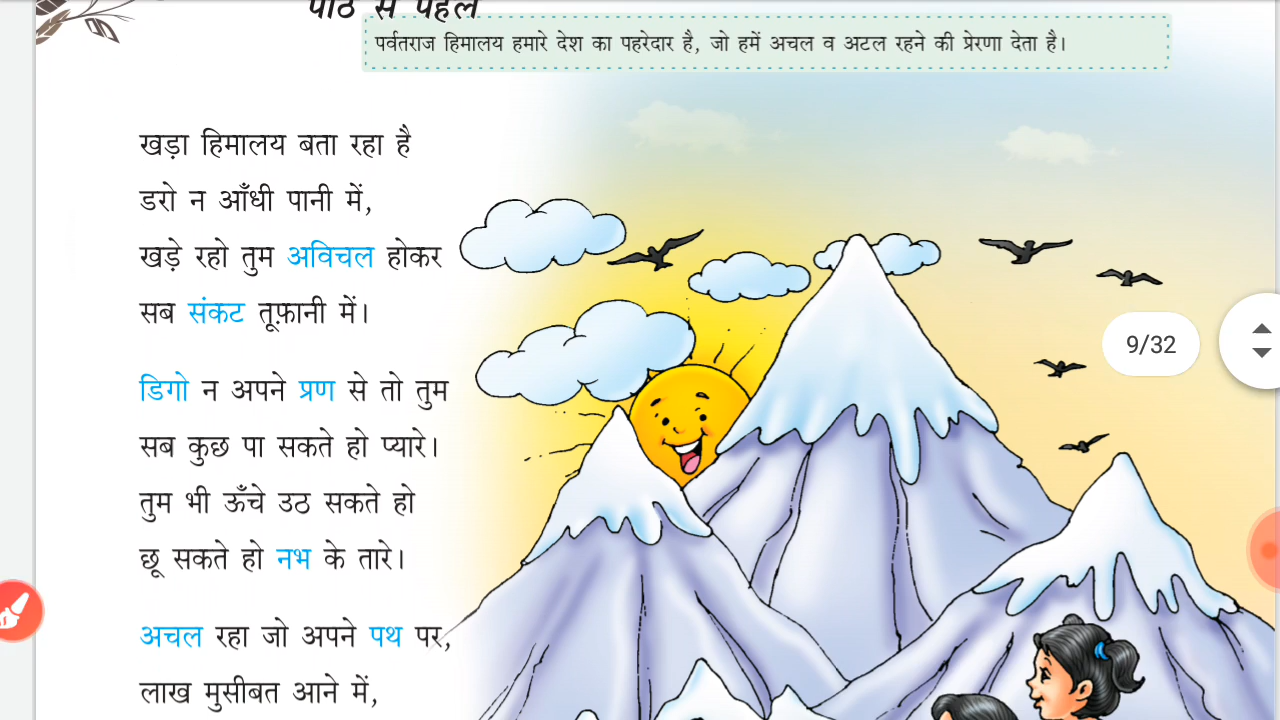 पाठ से पहले
पर्वतराज हिमालय हमारे देश का पहरेदार है, जो हमें अचल व अटल रहने की प्रेरणा देता है।
खड़ा हिमालय बता रहा है
डरो न आँधी पानी में,
खड़े रहो तुम अविचल होकर
सब संकट तूफ़ानी में।
डिगो न अपने प्रण से तो तुम
सब कुछ पा सकते हो प्यारे।
तुम भी ऊँचे उठ सकते हो
छू सकते हो नभ के तारे।
अचल रहा जो अपने पथ पर,
लाख मुसीबत आने में,
9/32